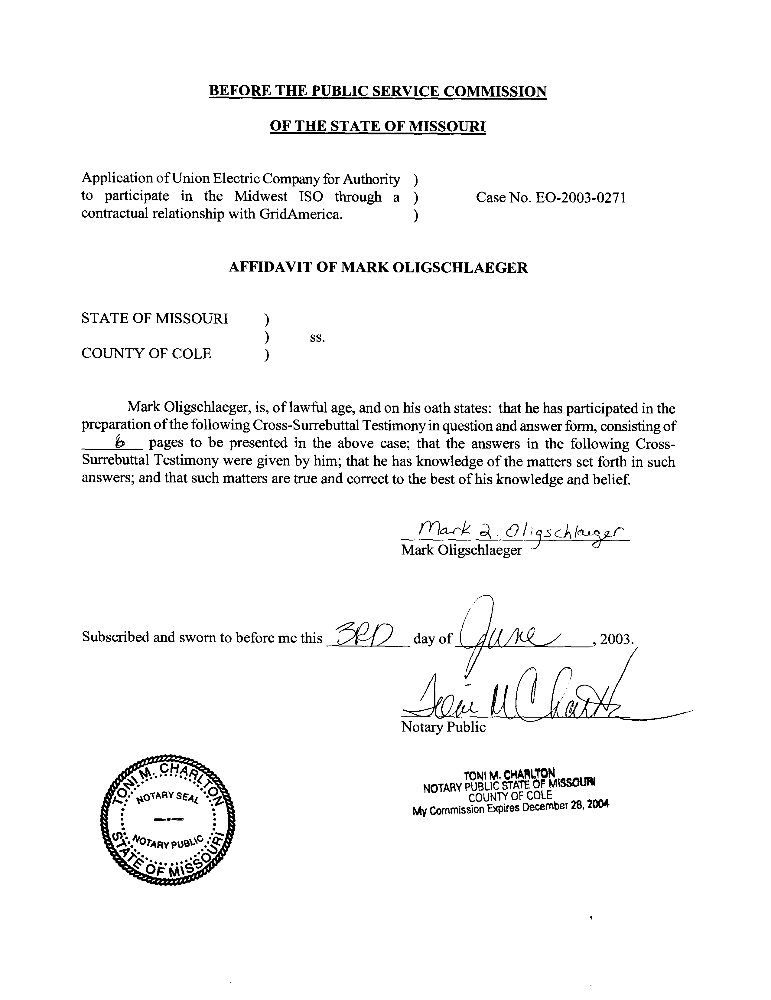 BEFORE THE PUBLIC SERVICE COMMISSION
OF THE STATE OF MISSOURI
Application of Union Electric Company for Authority )
to participate in the Midwest ISO through a ) Case No. EO-2003-0271
contractual relationship with GridAmerica. )
AFFIDAVIT OF MARK OLIGSCHLAEGER
STATE OF MISSOURI )
) ss.
COUNTY OF COLE )
Mark Oligschlaeger, is, of lawful age, and on his oath states: that he has participated in the
preparation of the following Cross-Surrebuttal Testimony in question and answer form, consisting of
6 pages to be presented in the above case; that the answers in the following Cross-
Surrebuttal Testimony were given by him; that he has knowledge of the matters set forth in such
answers; and that such matters are true and correct to the best of his knowledge and belief.
Mark L. Oligschlaeger
Mark Oligschlaeger
Subscribed and sworn to before me this 3RD day of June, 2003.
Toni M Charlton
Notary Public
TONI M. CHARLTON
NOTARY SEAL
NOTARY PUBLIC
STATE OF MISSOURI
TONI M. CHARLTON
NOTARY PUBLIC STATE OF MISSOURI
COUNTY OF COLE
My Commission Expires December 28, 2004